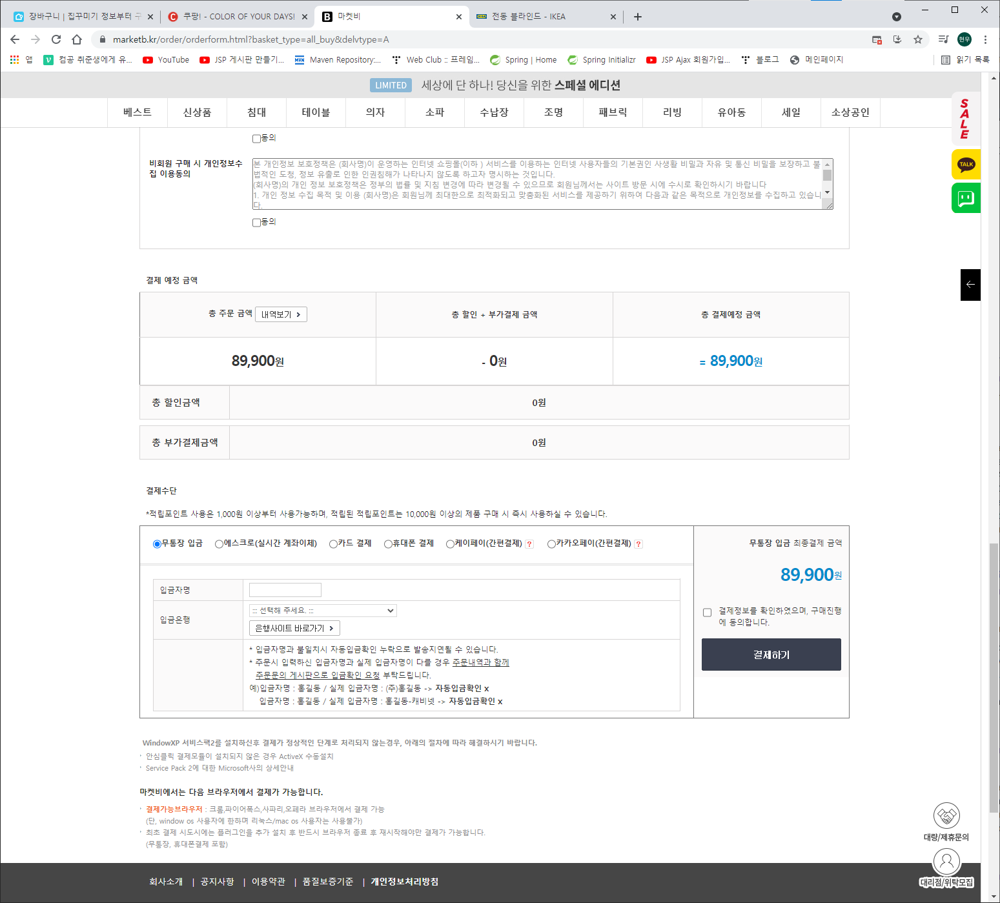 장바구니 | 집꾸미기 정보부터 구
쿠팡! - COLOR OF YOUR DAYS!
마켓비
전동 블라인드 - IKEA
marketb.kr/order/orderform.html?basket_type=all_buy&delvtype=A
현우
앱
컴공 취준생에게 유...
YouTube
JSP 게시판 만들기...
Maven Repository:...
Web Club :: 프레임...
Spring | Home
Spring Initializr
JSP Ajax 회원가입...
블로그
메인페이지
읽기 목록
LIMITED 세상에 단 하나! 당신을 위한 스페셜 에디션
베스트 신상품 침대 테이블 의자 소파 수납장 조명 패브릭 리빙 유아동 세일 소상공인
SALE
TALK
동의
비회원 구매 시 개인정보수
집 이용동의
본 개인정보 보호정책은 (회사명)이 운영하는 인터넷 쇼핑몰(이하 ) 서비스를 이용하는 인터넷 사용자들의 기본권인 사생활 비밀과 자유 및 통신 비밀을 보장하고 불
법적인 도청, 정보 유출로 인한 인권침해가 나타나지 않도록 하고자 명시하는 것입니다.
(회사명)의 개인 정보 보호정책은 정부의 법률 및 지침 변경에 따라 변경될 수 있으므로 회원님께서는 사이트 방문 시에 수시로 확인하시기 바랍니다
1. 개인 정보 수집 목적 및 이용 (회사명)은 회원님께 최대한으로 최적화되고 맞춤화된 서비스를 제공하기 위하여 다음과 같은 목적으로 개인정보를 수집하고 있습니
다.
동의
결제 예정 금액
총 주문 금액 내역보기 >
총 할인 + 부가결제 금액
총 결제예정 금액
89,900원
- 0원
= 89,900원
총 할인금액 0원
총 부가결제금액 0원
결제수단
*적립포인트 사용은 1,000원 이상부터 사용가능하며, 적립된 적립포인트는 10,000원 이상의 제품 구매 시 즉시 사용하실 수 있습니다.
무통장 입금 에스크로(실시간 계좌이체) 카드 결제 휴대폰 결제 케이페이(간편결제) ? 카카오페이(간편결제) ?
입금자명
입금은행
::: 선택해 주세요. :::
은행사이트 바로가기 >
* 입금자명과 불일치시 자동입금확인 누락으로 발송지연될 수 있습니다.
* 주문시 입력하신 입금자명과 실제 입금자명이 다를 경우 주문내역과 함께
주문문의 게시판으로 입금확인 요청 부탁드립니다.
예)입금자명 : 홍길동 / 실제 입금자명 : (주)홍길동 -> 자동입금확인 x
입금자명 : 홍길동 / 실제 입금자명 : 홍길동-캐비넷 -> 자동입금확인 x
무통장 입금 최종결제 금액
89,900원
결제정보를 확인하였으며, 구매진행
에 동의합니다.
결제하기
WindowXP 서비스팩2를 설치하신후 결제가 정상적인 단계로 처리되지 않는경우, 아래의 절차에 따라 해결하시기 바랍니다.
안심클릭 결제모듈이 설치되지 않은 경우 ActiveX 수동설치
Service Pack 2에 대한 Microsoft사의 상세안내
마켓비에서는 다음 브라우저에서 결제가 가능합니다.
결제가능브라우저 : 크롬,파이어폭스,사파리,오페라 브라우저에서 결제 가능
(단, window os 사용자에 한하며 리눅스/mac os 사용자는 사용불가)
최초 결제 시도시에는 플러그인을 추가 설치 후 반드시 브라우저 종료 후 재시작해야만 결제가 가능합니다.
(무통장, 휴대폰결제 포함)
대량/제휴문의
대리점/위탁모집
회사소개 | 공지사항 | 이용약관 | 품질보증기준 | 개인정보처리방침